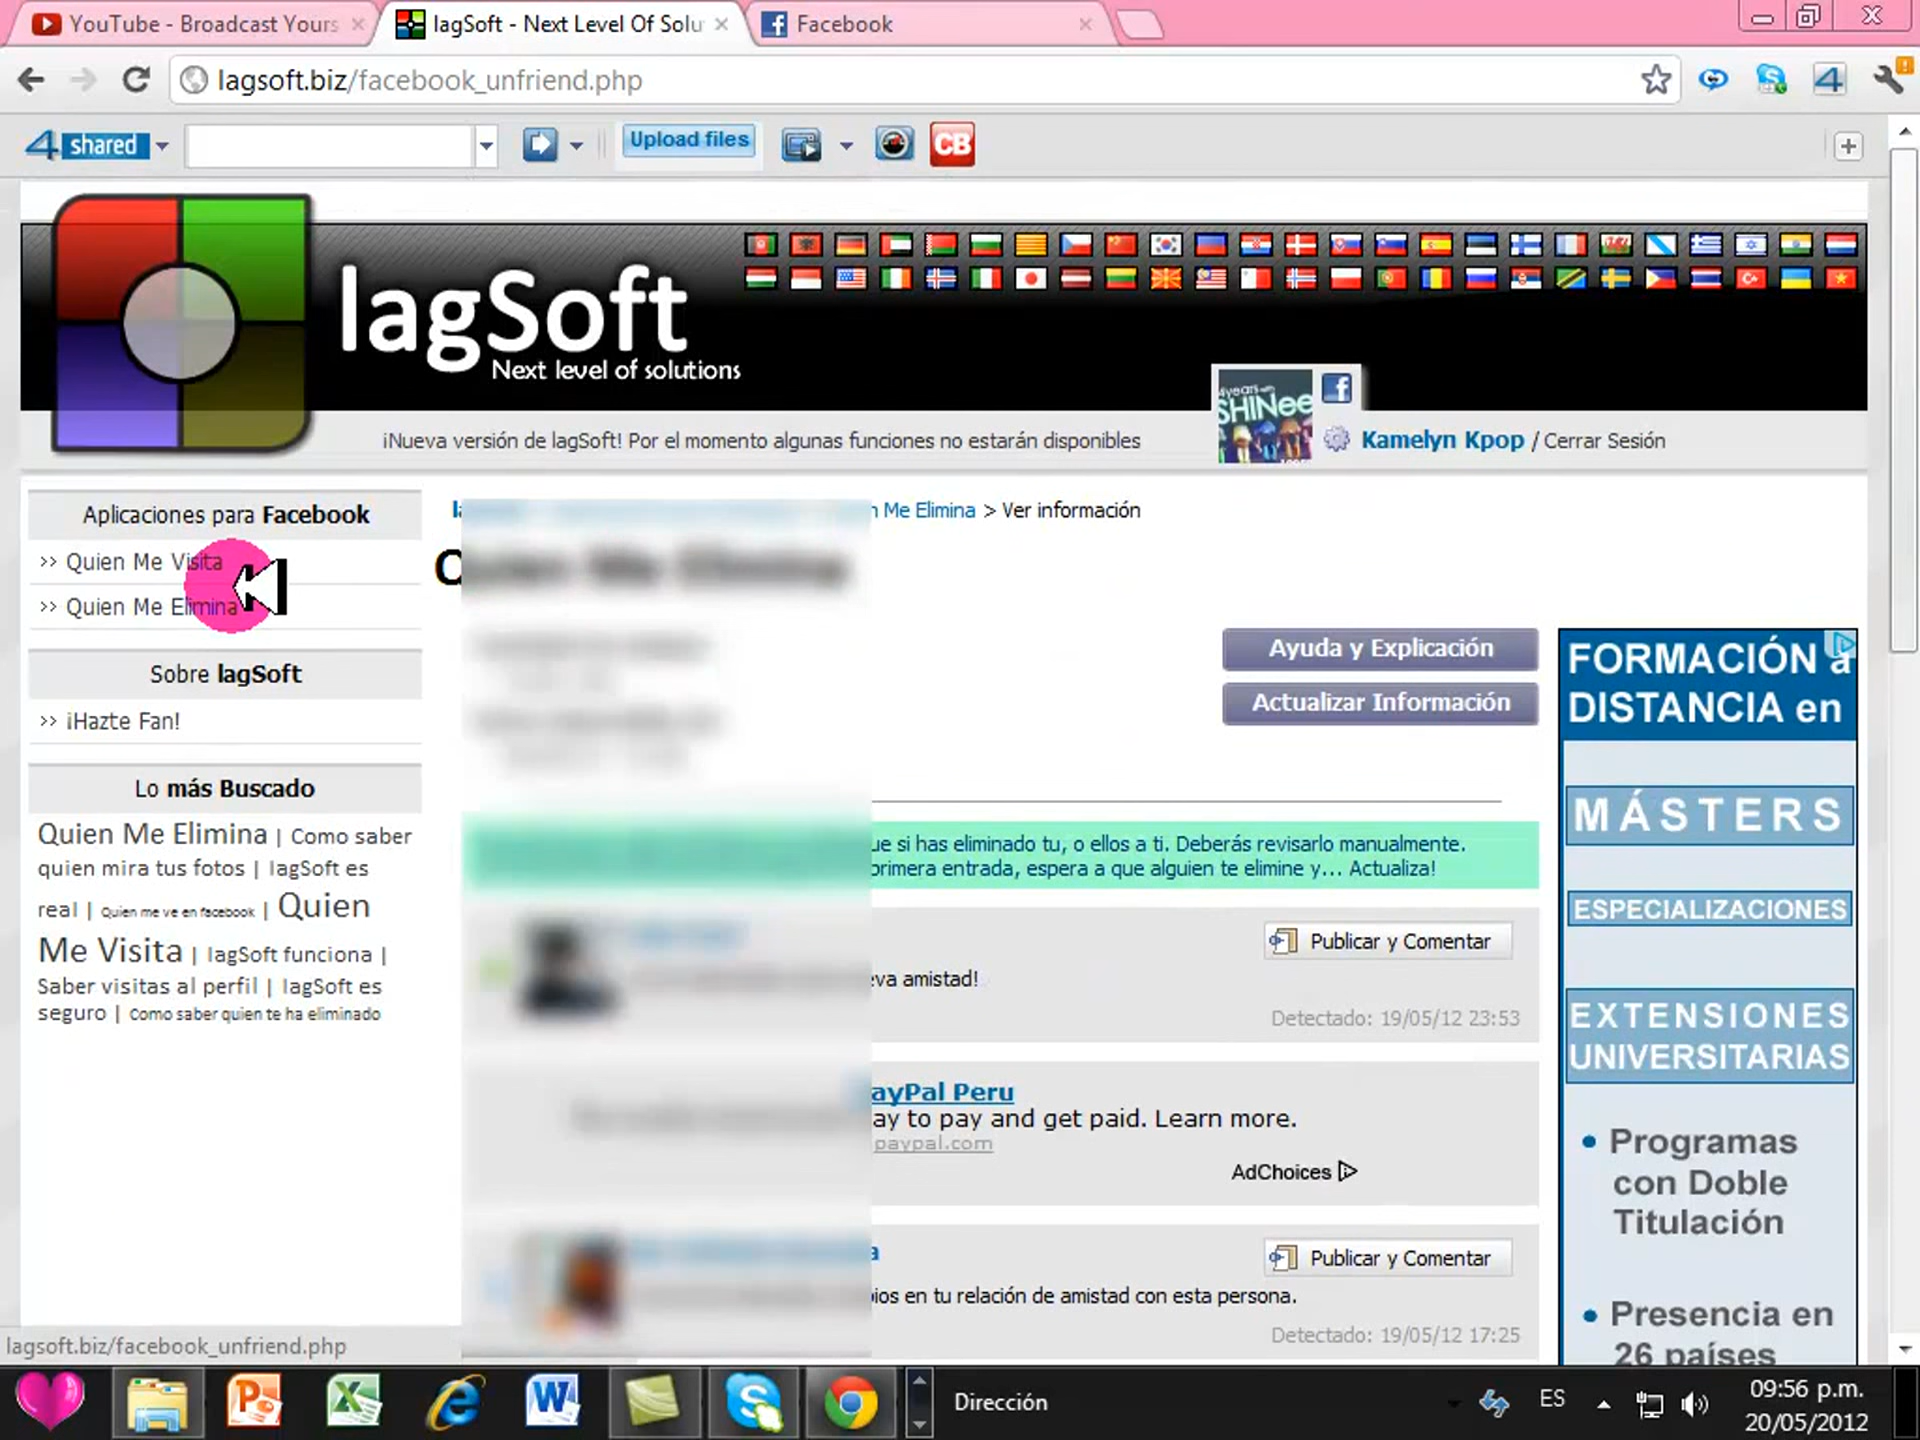 YouTube - Broadcast Yours
lagSoft - Next Level Of Solu
Facebook
lagsoft.biz/facebook_unfriend.php
4shared
Upload files
CB
4
lagSoft
Next level of solutions
4years with
SHINee
¡Nueva versión de lagSoft! Por el momento algunas funciones no estarán disponibles
Kamelyn Kpop / Cerrar Sesión
Aplicaciones para Facebook
>> Quien Me Visita
>> Quien Me Elimina
Sobre lagSoft
>> ¡Hazte Fan!
Lo más Buscado
Quien Me Elimina | Como saber
quien mira tus fotos | lagSoft es
real | Quien me ve en facebook | Quien
Me Visita | lagSoft funciona |
Saber visitas al perfil | lagSoft es
seguro | Como saber quien te ha eliminado
n Me Elimina > Ver información
Quien Me Elimina
Ayuda y Explicación
Actualizar Información
ue si has eliminado tu, o ellos a ti. Deberás revisarlo manualmente.
primera entrada, espera a que alguien te elimine y... Actualiza!
Publicar y Comentar
eva amistad!
Detectado: 19/05/12 23:53
ayPal Peru
ay to pay and get paid. Learn more.
paypal.com
AdChoices
Publicar y Comentar
a
ios en tu relación de amistad con esta persona.
Detectado: 19/05/12 17:25
FORMACIÓN a
DISTANCIA en
MÁSTERS
ESPECIALIZACIONES
EXTENSIONES
UNIVERSITARIAS
• Programas
con Doble
Titulación
• Presencia en
26 países
lagsoft.biz/facebook_unfriend.php
Dirección
ES
09:56 p.m.
20/05/2012